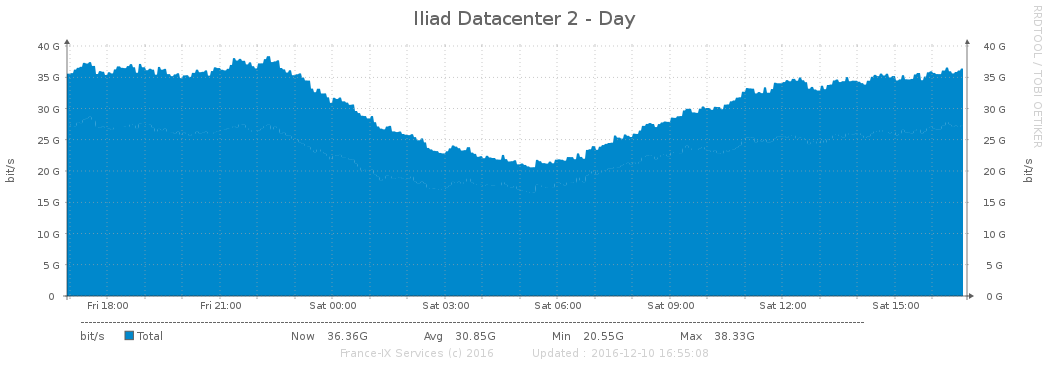 Iliad Datacenter 2 - Day
RRDTOOL / TOBI OETIKER
40 G 40 G
35 G 35 G
30 G 30 G
25 G 25 G
20 G 20 G
15 G 15 G
10 G 10 G
5 G 5 G
0 0 G
bit/s bit/s
Fri 18:00 Fri 21:00 Sat 00:00 Sat 03:00 Sat 06:00 Sat 09:00 Sat 12:00 Sat 15:00
bit/s Total Now 36.36G Avg 30.85G Min 20.55G Max 38.33G
France-IX Services (c) 2016 Updated : 2016-12-10 16:55:08